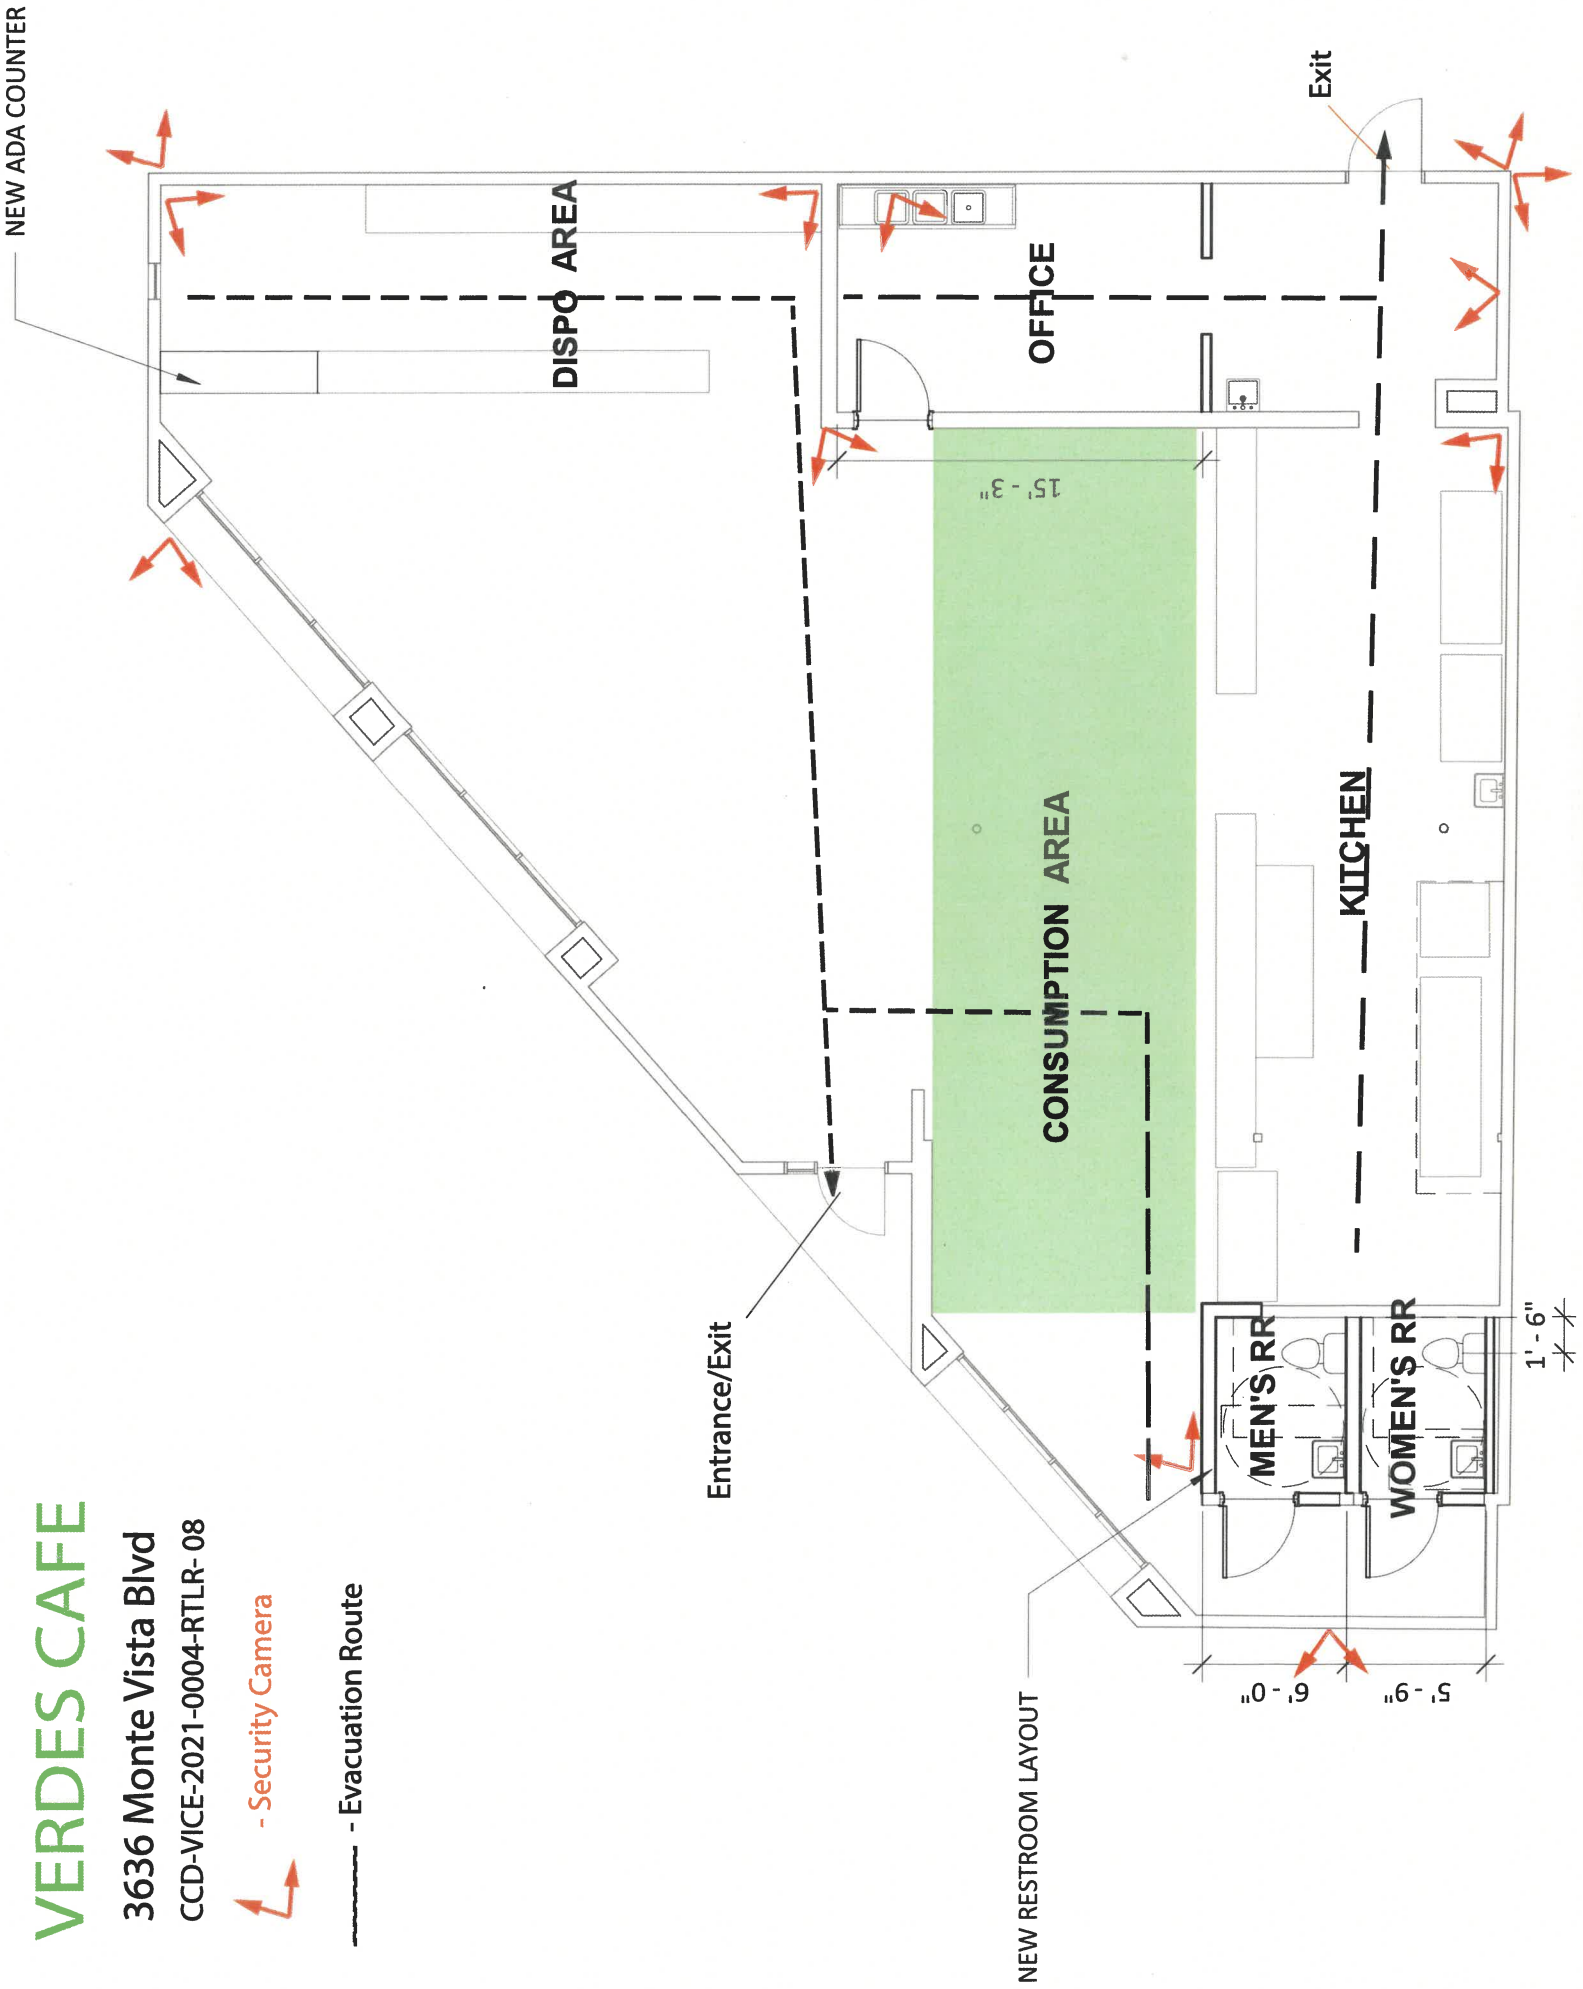 VERDES CAFE
3636 Monte Vista Blvd
CCD-VICE-2021-0004-RTLR- 08
- Security Camera
- Evacuation Route
NEW ADA COUNTER
DISPO AREA
Exit
OFFICE
15' - 3"
CONSUMPTION AREA
KITCHEN
Entrance/Exit
MEN'S RR
WOMEN'S RR
1' - 6"
NEW RESTROOM LAYOUT
6' - 0"
5' - 9"